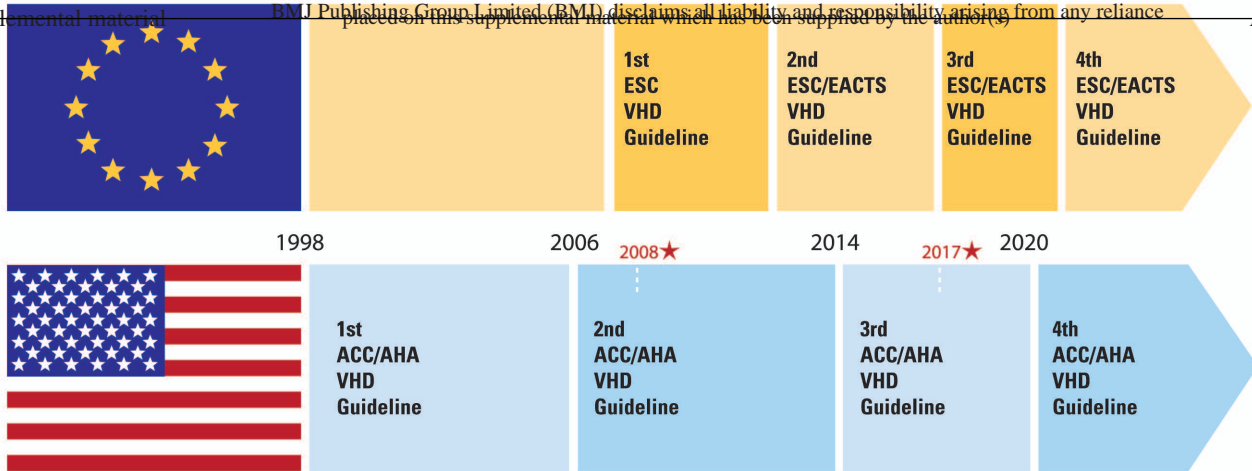 BMJ Publishing Group Limited (BMJ) disclaims all liability and responsibility arising from any reliance
lemental material
placed on this supplemental material which has been supplied by the author(s)
1st
ESC
VHD
Guideline
2nd
ESC/EACTS
VHD
Guideline
3rd
ESC/EACTS
VHD
Guideline
4th
ESC/EACTS
VHD
Guideline
1998
2006
2008
2014
2017
2020
1st
ACC/AHA
VHD
Guideline
2nd
ACC/AHA
VHD
Guideline
3rd
ACC/AHA
VHD
Guideline
4th
ACC/AHA
VHD
Guideline